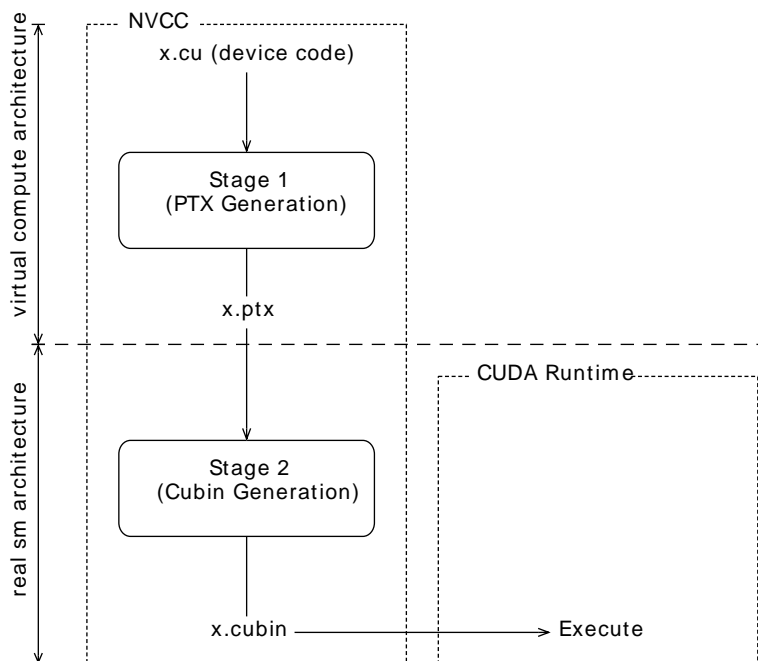 NVCC
x.cu (device code)
virtual compute architecture
Stage 1
(PTX Generation)
x.ptx
CUDA Runtime
real sm architecture
Stage 2
(Cubin Generation)
x.cubin
Execute